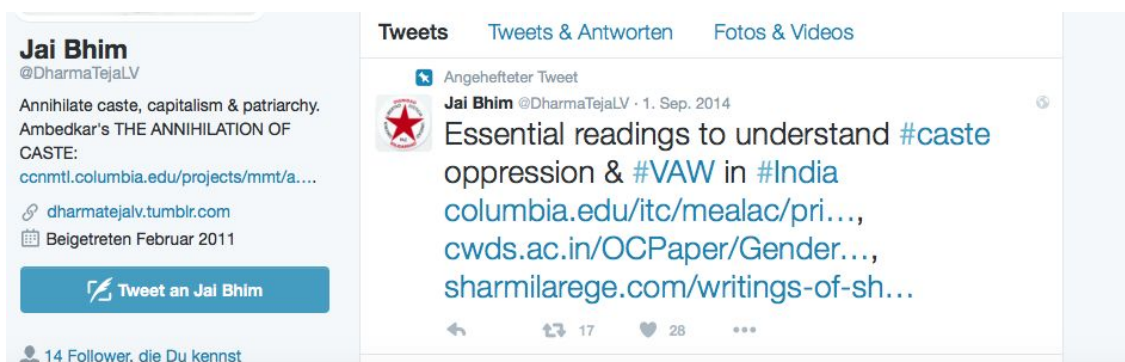 Jai Bhim
@DharmaTejaLV
Annihilate caste, capitalism & patriarchy.
Ambedkar's THE ANNIHILATION OF
CASTE:
ccnmtl.columbia.edu/projects/mmt/a….
dharmatejalv.tumblr.com
Beigetreten Februar 2011
Tweet an Jai Bhim
14 Follower, die Du kennst
Tweets Tweets & Antworten Fotos & Videos
Angehefteter Tweet
Jai Bhim @DharmaTejaLV · 1. Sep. 2014
Essential readings to understand #caste
oppression & #VAW in #India
columbia.edu/itc/mealac/pri…,
cwds.ac.in/OCPaper/Gender…,
sharmilarege.com/writings-of-sh…
17 28